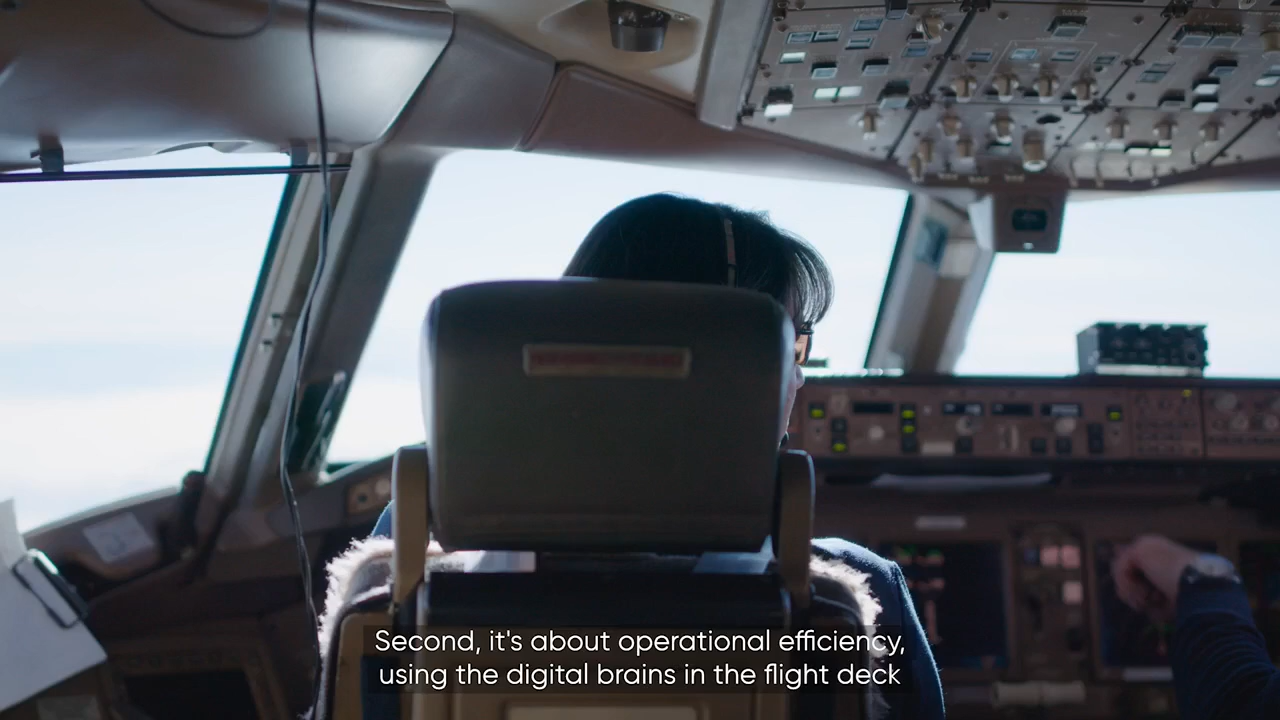 Second, it's about operational efficiency,
using the digital brains in the flight deck